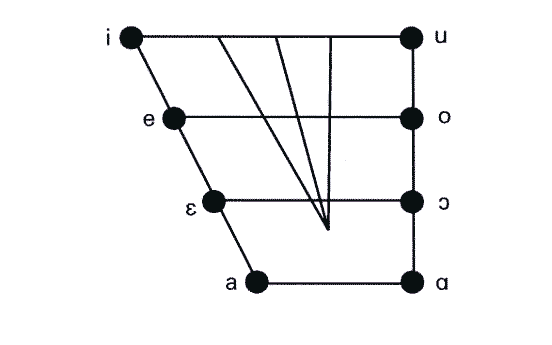 i u
e o
ɛ ɔ
a ɑ